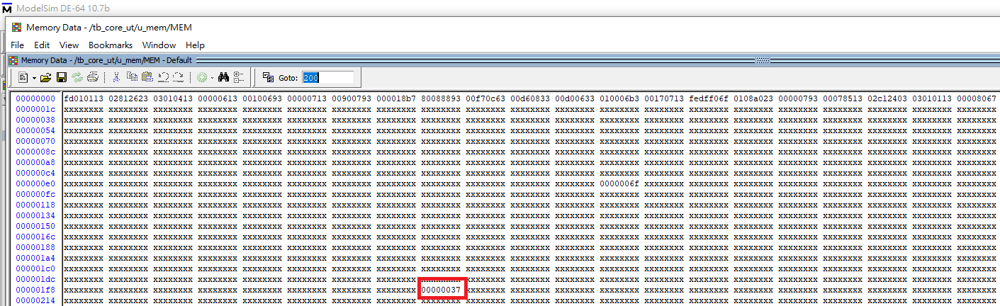 ModelSim DE-64 10.7b
Memory Data - /tb_core_ut/u_mem/MEM
File Edit View Bookmarks Window Help
Memory Data - /tb_core_ut/u_mem/MEM - Default
Goto: 200
00000000 fd010113 02812623 03010413 00000613 00100693 00000713 00900793 000018b7 80088893 00f70c63 00d60833 00d00633 010006b3 00170713 fedff06f 0108a023 00000793 00078513 02c12403 03010113 00008067
0000001c xxxxxxxx xxxxxxxx xxxxxxxx xxxxxxxx xxxxxxxx xxxxxxxx xxxxxxxx xxxxxxxx xxxxxxxx xxxxxxxx xxxxxxxx xxxxxxxx xxxxxxxx xxxxxxxx xxxxxxxx xxxxxxxx xxxxxxxx xxxxxxxx xxxxxxxx xxxxxxxx xxxxxxxx
00000038 xxxxxxxx xxxxxxxx xxxxxxxx xxxxxxxx xxxxxxxx xxxxxxxx xxxxxxxx xxxxxxxx xxxxxxxx xxxxxxxx xxxxxxxx xxxxxxxx xxxxxxxx xxxxxxxx xxxxxxxx xxxxxxxx xxxxxxxx xxxxxxxx xxxxxxxx xxxxxxxx xxxxxxxx
00000054 xxxxxxxx xxxxxxxx xxxxxxxx xxxxxxxx xxxxxxxx xxxxxxxx xxxxxxxx xxxxxxxx xxxxxxxx xxxxxxxx xxxxxxxx xxxxxxxx xxxxxxxx xxxxxxxx xxxxxxxx xxxxxxxx xxxxxxxx xxxxxxxx xxxxxxxx xxxxxxxx xxxxxxxx
00000070 xxxxxxxx xxxxxxxx xxxxxxxx xxxxxxxx xxxxxxxx xxxxxxxx xxxxxxxx xxxxxxxx xxxxxxxx xxxxxxxx xxxxxxxx xxxxxxxx xxxxxxxx xxxxxxxx xxxxxxxx xxxxxxxx xxxxxxxx xxxxxxxx xxxxxxxx xxxxxxxx xxxxxxxx
0000008c xxxxxxxx xxxxxxxx xxxxxxxx xxxxxxxx xxxxxxxx xxxxxxxx xxxxxxxx xxxxxxxx xxxxxxxx xxxxxxxx xxxxxxxx xxxxxxxx xxxxxxxx xxxxxxxx xxxxxxxx xxxxxxxx xxxxxxxx xxxxxxxx xxxxxxxx xxxxxxxx xxxxxxxx
000000a8 xxxxxxxx xxxxxxxx xxxxxxxx xxxxxxxx xxxxxxxx xxxxxxxx xxxxxxxx xxxxxxxx xxxxxxxx xxxxxxxx xxxxxxxx xxxxxxxx xxxxxxxx xxxxxxxx xxxxxxxx xxxxxxxx xxxxxxxx xxxxxxxx xxxxxxxx xxxxxxxx xxxxxxxx
000000c4 xxxxxxxx xxxxxxxx xxxxxxxx xxxxxxxx xxxxxxxx xxxxxxxx xxxxxxxx xxxxxxxx xxxxxxxx xxxxxxxx xxxxxxxx xxxxxxxx xxxxxxxx xxxxxxxx xxxxxxxx xxxxxxxx xxxxxxxx xxxxxxxx xxxxxxxx xxxxxxxx xxxxxxxx
000000e0 xxxxxxxx xxxxxxxx xxxxxxxx xxxxxxxx xxxxxxxx xxxxxxxx xxxxxxxx xxxxxxxx xxxxxxxx xxxxxxxx xxxxxxxx xxxxxxxx 0000006f xxxxxxxx xxxxxxxx xxxxxxxx xxxxxxxx xxxxxxxx xxxxxxxx xxxxxxxx xxxxxxxx
000000fc xxxxxxxx xxxxxxxx xxxxxxxx xxxxxxxx xxxxxxxx xxxxxxxx xxxxxxxx xxxxxxxx xxxxxxxx xxxxxxxx xxxxxxxx xxxxxxxx xxxxxxxx xxxxxxxx xxxxxxxx xxxxxxxx xxxxxxxx xxxxxxxx xxxxxxxx xxxxxxxx xxxxxxxx
00000118 xxxxxxxx xxxxxxxx xxxxxxxx xxxxxxxx xxxxxxxx xxxxxxxx xxxxxxxx xxxxxxxx xxxxxxxx xxxxxxxx xxxxxxxx xxxxxxxx xxxxxxxx xxxxxxxx xxxxxxxx xxxxxxxx xxxxxxxx xxxxxxxx xxxxxxxx xxxxxxxx xxxxxxxx
00000134 xxxxxxxx xxxxxxxx xxxxxxxx xxxxxxxx xxxxxxxx xxxxxxxx xxxxxxxx xxxxxxxx xxxxxxxx xxxxxxxx xxxxxxxx xxxxxxxx xxxxxxxx xxxxxxxx xxxxxxxx xxxxxxxx xxxxxxxx xxxxxxxx xxxxxxxx xxxxxxxx xxxxxxxx
00000150 xxxxxxxx xxxxxxxx xxxxxxxx xxxxxxxx xxxxxxxx xxxxxxxx xxxxxxxx xxxxxxxx xxxxxxxx xxxxxxxx xxxxxxxx xxxxxxxx xxxxxxxx xxxxxxxx xxxxxxxx xxxxxxxx xxxxxxxx xxxxxxxx xxxxxxxx xxxxxxxx xxxxxxxx
0000016c xxxxxxxx xxxxxxxx xxxxxxxx xxxxxxxx xxxxxxxx xxxxxxxx xxxxxxxx xxxxxxxx xxxxxxxx xxxxxxxx xxxxxxxx xxxxxxxx xxxxxxxx xxxxxxxx xxxxxxxx xxxxxxxx xxxxxxxx xxxxxxxx xxxxxxxx xxxxxxxx xxxxxxxx
00000188 xxxxxxxx xxxxxxxx xxxxxxxx xxxxxxxx xxxxxxxx xxxxxxxx xxxxxxxx xxxxxxxx xxxxxxxx xxxxxxxx xxxxxxxx xxxxxxxx xxxxxxxx xxxxxxxx xxxxxxxx xxxxxxxx xxxxxxxx xxxxxxxx xxxxxxxx xxxxxxxx xxxxxxxx
000001a4 xxxxxxxx xxxxxxxx xxxxxxxx xxxxxxxx xxxxxxxx xxxxxxxx xxxxxxxx xxxxxxxx xxxxxxxx xxxxxxxx xxxxxxxx xxxxxxxx xxxxxxxx xxxxxxxx xxxxxxxx xxxxxxxx xxxxxxxx xxxxxxxx xxxxxxxx xxxxxxxx xxxxxxxx
000001c0 xxxxxxxx xxxxxxxx xxxxxxxx xxxxxxxx xxxxxxxx xxxxxxxx xxxxxxxx xxxxxxxx xxxxxxxx xxxxxxxx xxxxxxxx xxxxxxxx xxxxxxxx xxxxxxxx xxxxxxxx xxxxxxxx xxxxxxxx xxxxxxxx xxxxxxxx xxxxxxxx xxxxxxxx
000001dc xxxxxxxx xxxxxxxx xxxxxxxx xxxxxxxx xxxxxxxx xxxxxxxx xxxxxxxx xxxxxxxx xxxxxxxx xxxxxxxx xxxxxxxx xxxxxxxx xxxxxxxx xxxxxxxx xxxxxxxx xxxxxxxx xxxxxxxx xxxxxxxx xxxxxxxx xxxxxxxx xxxxxxxx
000001f8 xxxxxxxx xxxxxxxx xxxxxxxx xxxxxxxx xxxxxxxx xxxxxxxx xxxxxxxx xxxxxxxx 00000037 xxxxxxxx xxxxxxxx xxxxxxxx xxxxxxxx xxxxxxxx xxxxxxxx xxxxxxxx xxxxxxxx xxxxxxxx xxxxxxxx xxxxxxxx xxxxxxxx
00000214 xxxxxxxx xxxxxxxx xxxxxxxx xxxxxxxx xxxxxxxx xxxxxxxx xxxxxxxx xxxxxxxx xxxxxxxx xxxxxxxx xxxxxxxx xxxxxxxx xxxxxxxx xxxxxxxx xxxxxxxx xxxxxxxx xxxxxxxx xxxxxxxx xxxxxxxx xxxxxxxx xxxxxxxx